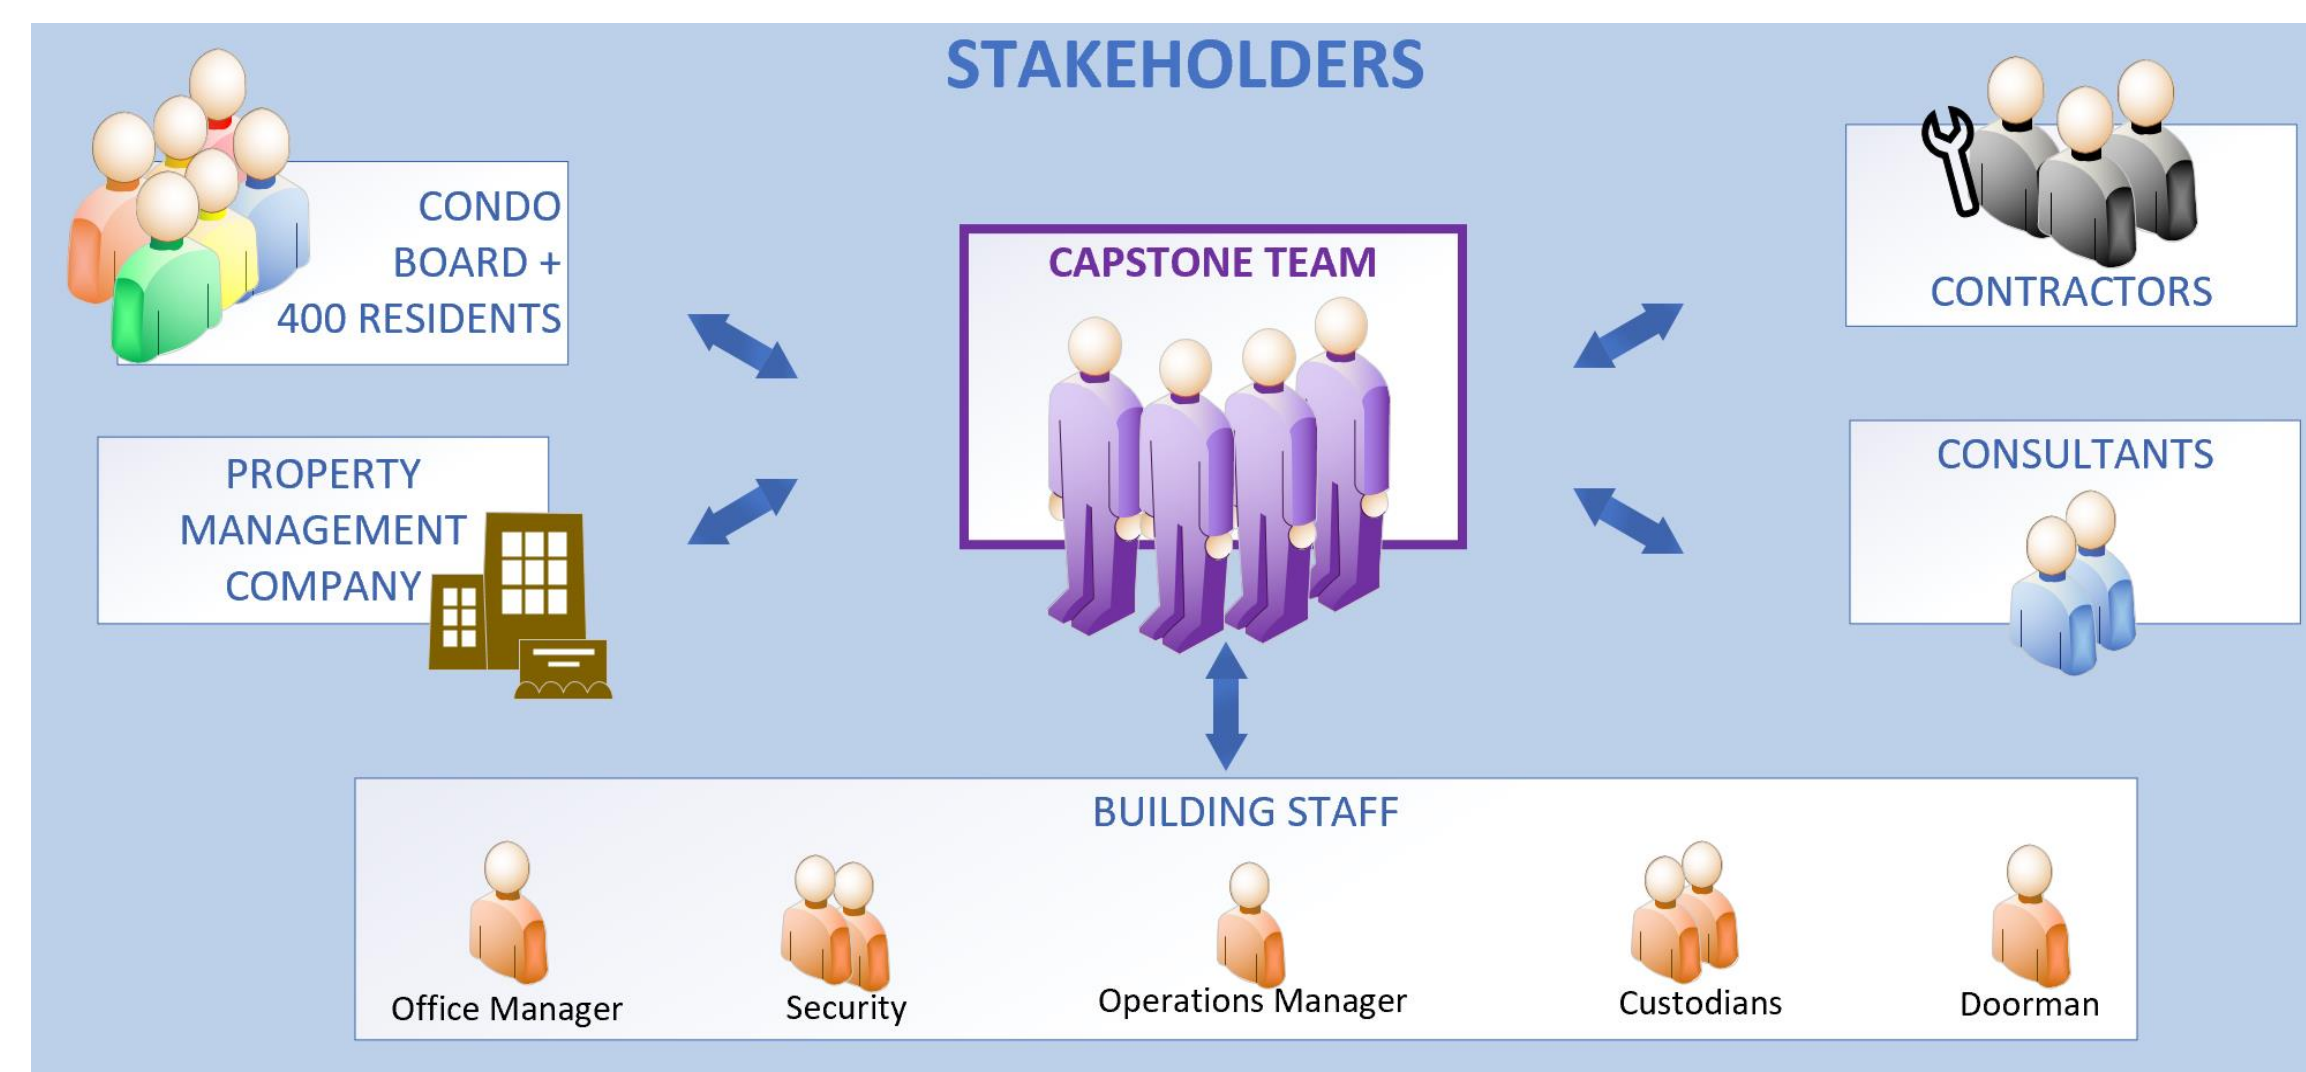 STAKEHOLDERS
CONDO
BOARD +
400 RESIDENTS
PROPERTY
MANAGEMENT
COMPANY
CAPSTONE TEAM
CONTRACTORS
CONSULTANTS
BUILDING STAFF
Office Manager
Security
Operations Manager
Custodians
Doorman